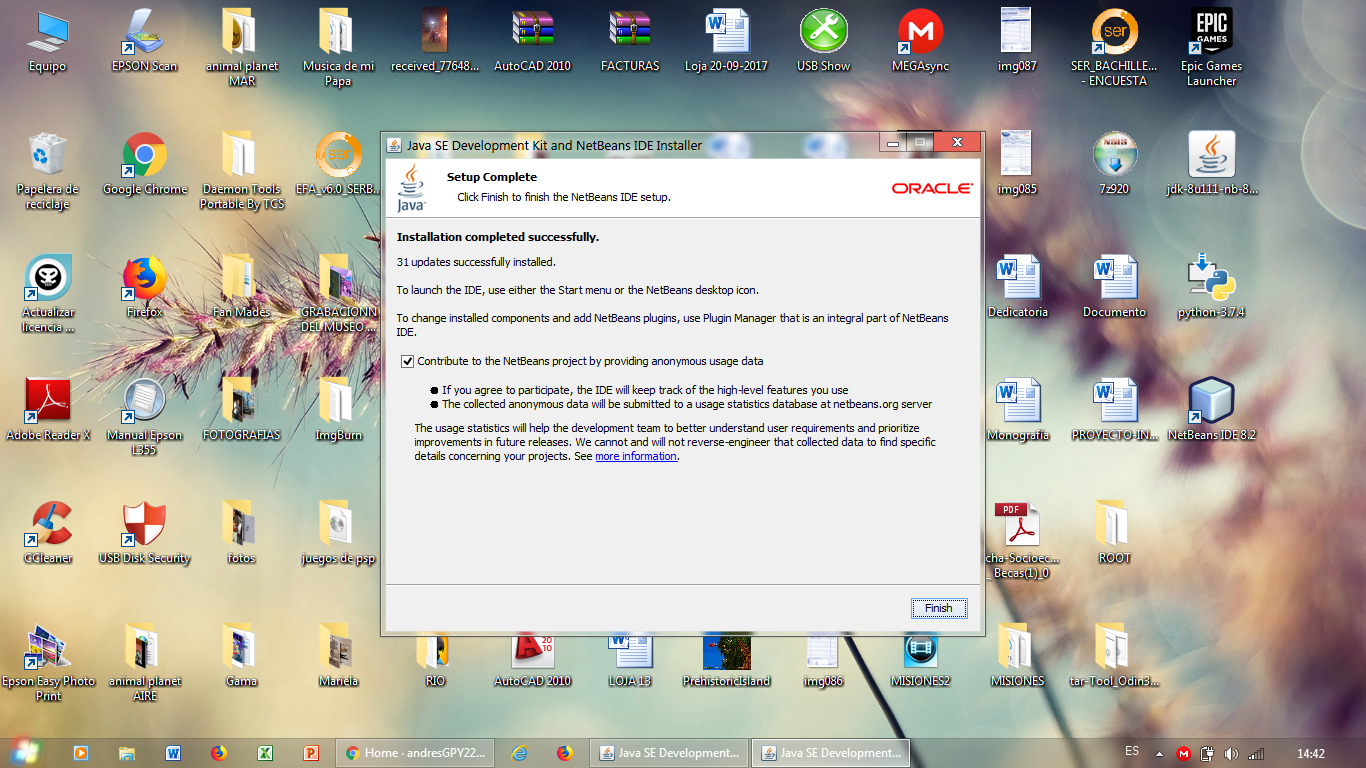 Equipo
EPSON Scan
animal planet
MAR
Musica de mi
Papa
received_77648...
AutoCAD 2010
FACTURAS
Loja 20-09-2017
USB Show
MEGAsync
img087
ser
SER_BACHILLE...
- ENCUESTA
EPIC
GAMES
Epic Games
Launcher
Papelera de
reciclaje
Google Chrome
Daemon Tools
Portable By TCS
ser
EFA_v6.0_SERB...
img085
NSIS
7z920
jdk-8u111-nb-8...
Java SE Development Kit and NetBeans IDE Installer
Java
Setup Complete
Click Finish to finish the NetBeans IDE setup.
ORACLE
Installation completed successfully.
31 updates successfully installed.
To launch the IDE, use either the Start menu or the NetBeans desktop icon.
To change installed components and add NetBeans plugins, use Plugin Manager that is an integral part of NetBeans
IDE.
Contribute to the NetBeans project by providing anonymous usage data
If you agree to participate, the IDE will keep track of the high-level features you use
The collected anonymous data will be submitted to a usage statistics database at netbeans.org server
The usage statistics will help the development team to better understand user requirements and prioritize
improvements in future releases. We cannot and will not reverse-engineer that collected data to find specific
details concerning your projects. See more information.
Finish
Actualizar
licencia ...
Firefox
Fan Mades
GRABACIONN
DEL MUSEO....
Dedicatoria
Documento
python-3.7.4
Adobe Reader X
Manual Epson
L355
FOTOGRAFIAS
ImgBurn
Monografía
PROYECTO-IN...
NetBeans IDE 8.2
CCleaner
USB Disk Security
fotos
juegos de psp
PDF
cha-Socioec...
_Becas(1)_0
ROOT
Epson Easy Photo
Print
animal planet
AIRE
Gama
Mariela
RIO
20
10
AutoCAD 2010
LOJA 13
PrehistoricIsland
img086
MISIONES2
MISIONES
tar-Tool_Odin3...
Home · andresGPY22...
Java SE Development...
Java SE Development...
ES
14:42